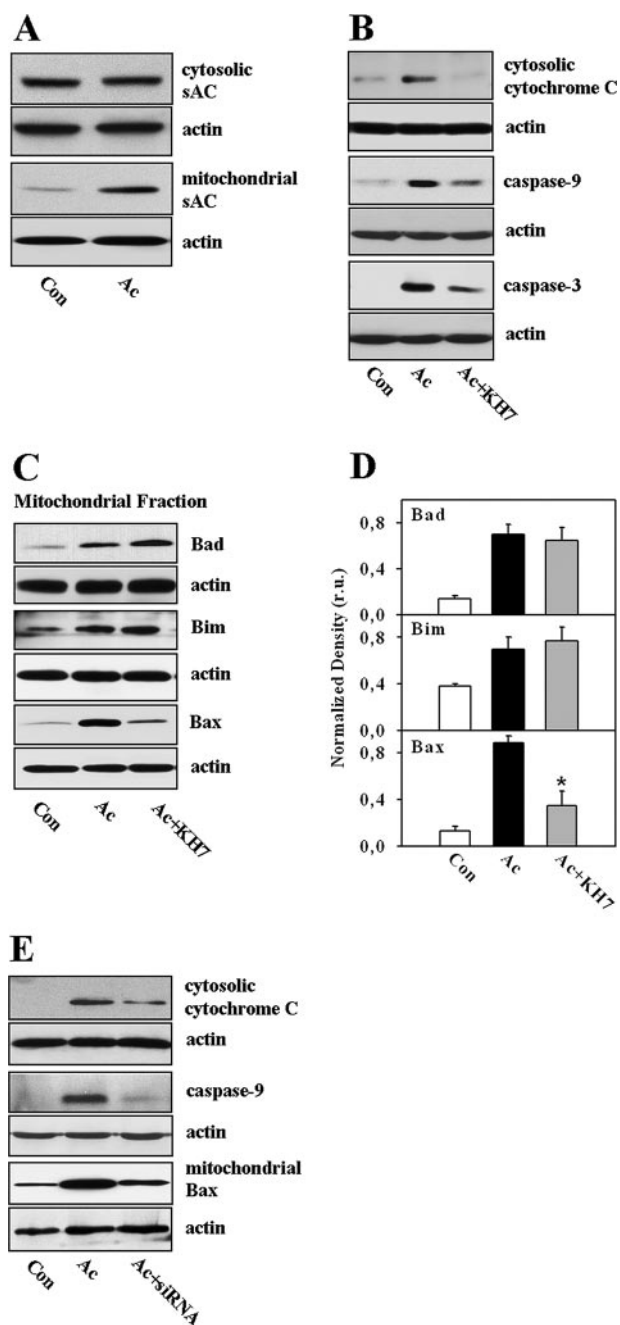 A
cytosolic
sAC
actin
mitochondrial
sAC
actin
Con
Ac
B
cytosolic
cytochrome C
actin
caspase-9
actin
caspase-3
actin
Con
Ac
Ac+KH7
C
Mitochondrial Fraction
Bad
actin
Bim
actin
Bax
actin
Con
Ac
Ac+KH7
D
Normalized Density (r.u.)
Bad
0,8
0,4
0,0
Bim
0,8
0,4
0,0
Bax
0,8
0,4
0,0
*
Con
Ac
Ac+KH7
E
cytosolic
cytochrome C
actin
caspase-9
actin
mitochondrial
Bax
actin
Con
Ac
Ac+siRNA